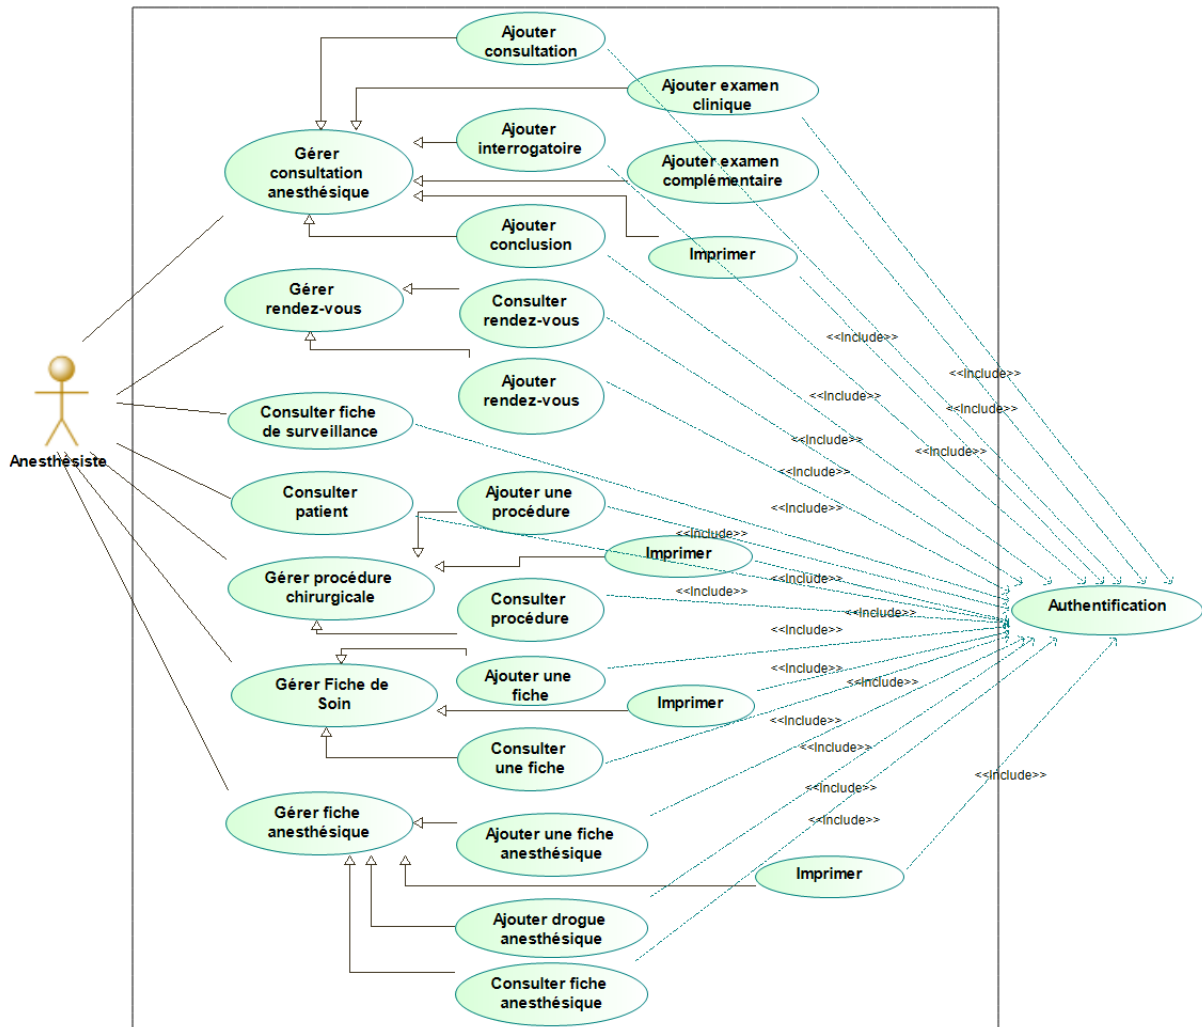 Ajouter
consultation
Ajouter examen
clinique
Ajouter
interrogatoire
Gérer
consultation
anesthésique
Ajouter examen
complémentaire
Ajouter
conclusion
Imprimer
Gérer
rendez-vous
Consulter
rendez-vous
<<Include>>
<<Include>>
Ajouter
rendez-vous
<<Include>>
Consulter fiche
de surveillance
<<Include>>
<<Include>>
Anesthésiste
<<Include>>
Consulter
patient
Ajouter une
procédure
<<Include>>
<<Include>>
Imprimer
Gérer procédure
chirurgicale
<<Include>>
<<Include>>
Consulter
procédure
<<Include>>
Authentification
<<Include>>
Gérer Fiche de
Soin
Ajouter une
fiche
<<Include>>
<<Include>>
Imprimer
<<Include>>
Consulter
une fiche
<<Include>>
<<Include>>
<<Include>>
Gérer fiche
anesthésique
<<Include>>
Ajouter une fiche
anesthésique
Imprimer
Ajouter drogue
anesthésique
Consulter fiche
anesthésique